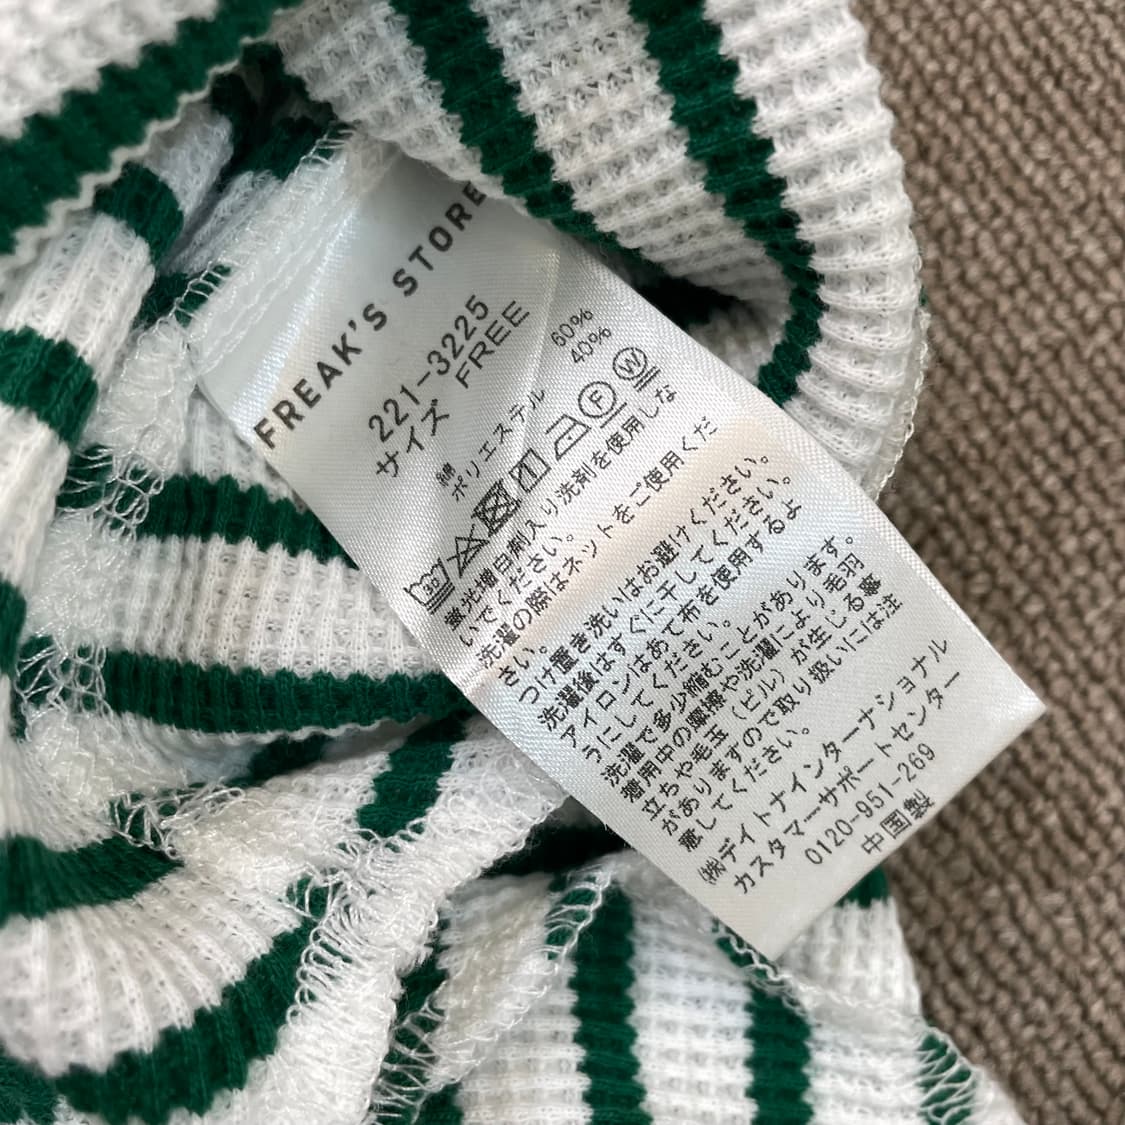 FREAK'S STORE
221-3225
サイズ FREE
綿 60%
ポリエステル 40%
蛍光増白剤入り洗剤を使用しな
いでください。
洗濯の際はネットをご使用くだ
さい。
つけ置き洗いはお避けください。
洗濯後はすぐに干してください。
アイロンはあて布を使用するよ
うにしてください。
洗濯で多少縮むことがあります。
着用中の摩擦や洗濯により毛羽
立ちや毛玉(ピル)が生じる事
がありますので取り扱いには注
意してください。
㈱デイトナインターナショナル
カスタマーサポートセンター
0120-951-269
中国製